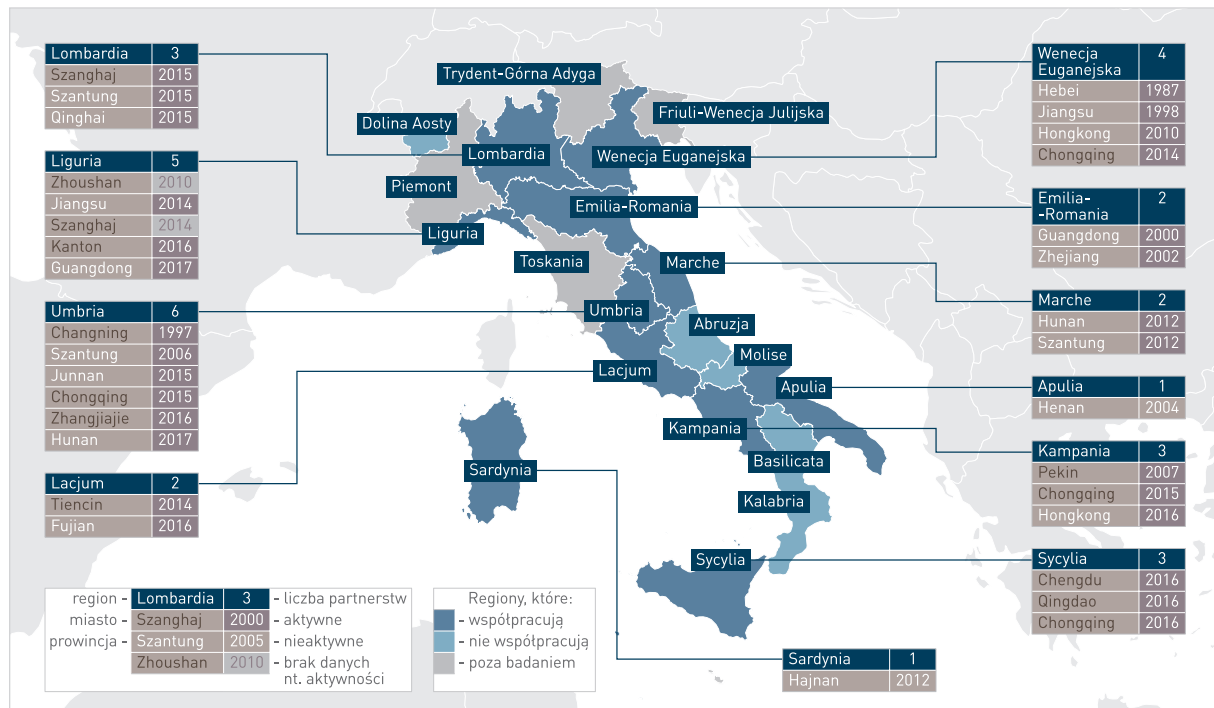 Lombardia 3
Szanghaj 2015
Szantung 2015
Qinghai 2015
Liguria 5
Zhoushan 2010
Jiangsu 2014
Szanghaj 2014
Kanton 2016
Guangdong 2017
Umbria 6
Changning 1997
Szantung 2006
Junnan 2015
Chongqing 2015
Zhangjiajie 2016
Hunan 2017
Lacjum 2
Tiencin 2014
Fujian 2016
Trydent-Górna Adyga
Friuli-Wenecja Julijska
Dolina Aosty
Lombardia
Wenecja Euganejska
Piemont
Emilia-Romania
Liguria
Toskania
Marche
Umbria
Abruzja
Molise
Lacjum
Apulia
Kampania
Basilicata
Sardynia
Kalabria
Sycylia
Wenecja
Euganejska 4
Hebei 1987
Jiangsu 1998
Hongkong 2010
Chongqing 2014
Emilia-
-Romania 2
Guangdong 2000
Zhejiang 2002
Marche 2
Hunan 2012
Szantung 2012
Apulia 1
Henan 2004
Kampania 3
Pekin 2007
Chongqing 2015
Hongkong 2016
Sycylia 3
Chengdu 2016
Qingdao 2016
Chongqing 2016
Sardynia 1
Hajnan 2012
region - Lombardia 3 - liczba partnerstw
miasto - Szanghaj 2000 - aktywne
prowincja - Szantung 2005 - nieaktywne
Zhoushan 2010 - brak danych
nt. aktywności
Regiony, które:
- współpracują
- nie współpracują
- poza badaniem